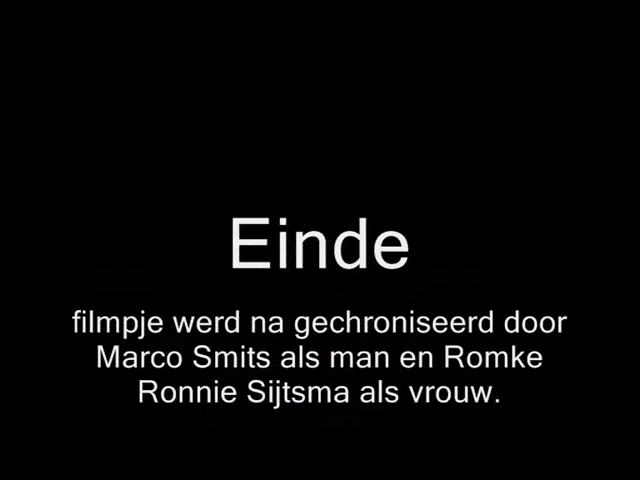 Einde
filmpje werd na gechroniseerd door
Marco Smits als man en Romke
Ronnie Sijtsma als vrouw.